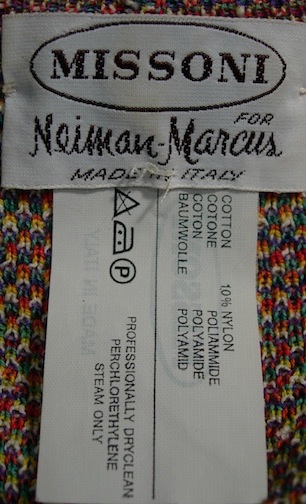 MISSONI
FOR
Neiman-Marcus
MADE IN ITALY
COTTON 10% NYLON
COTONE POLIAMMIDE
COTON POLYAMIDE
BAUMWOLLE POLYAMID
P
PROFESSIONALLY DRYCLEAN
PERCHLORETHYLENE
STEAM ONLY